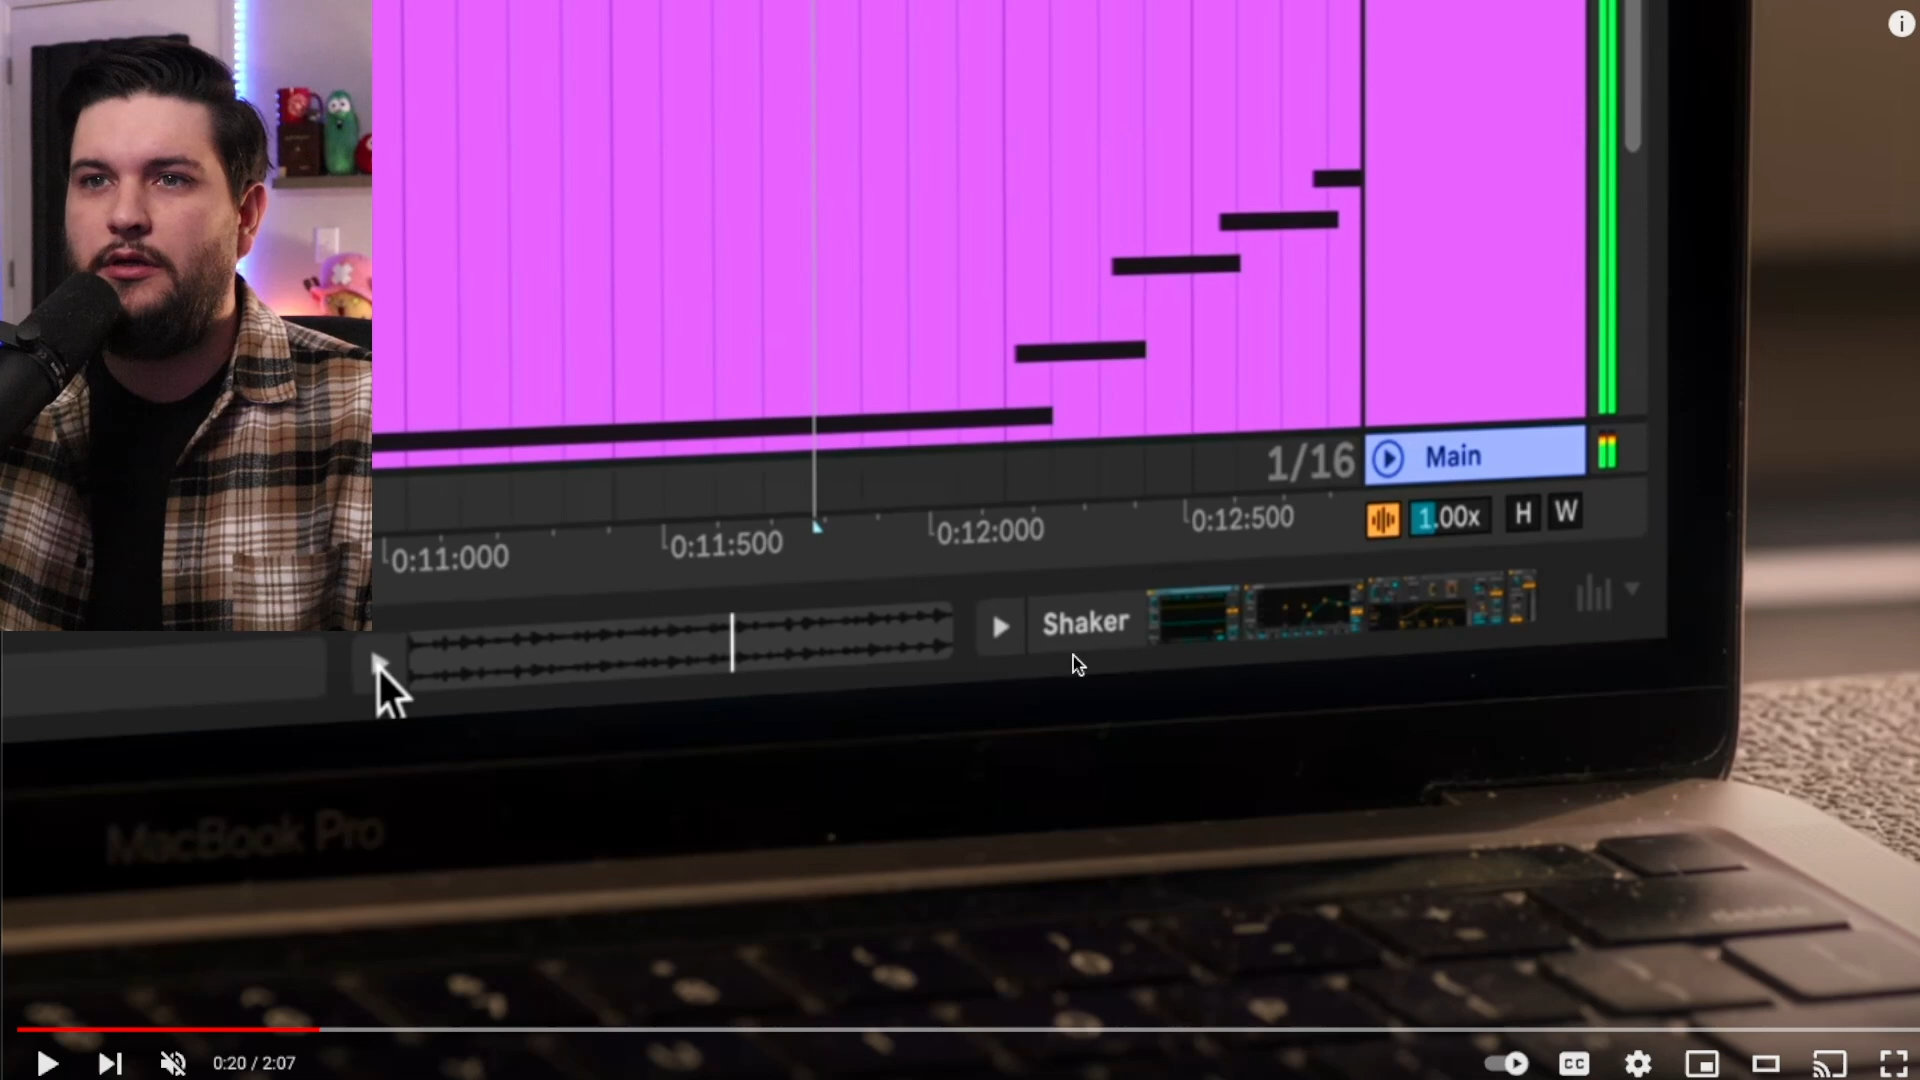 1/16
Main
0:11:000
0:11:500
0:12:000
0:12:500
1.00x
H
W
Shaker
MacBook Pro
delete
0:20 / 2:07
CC